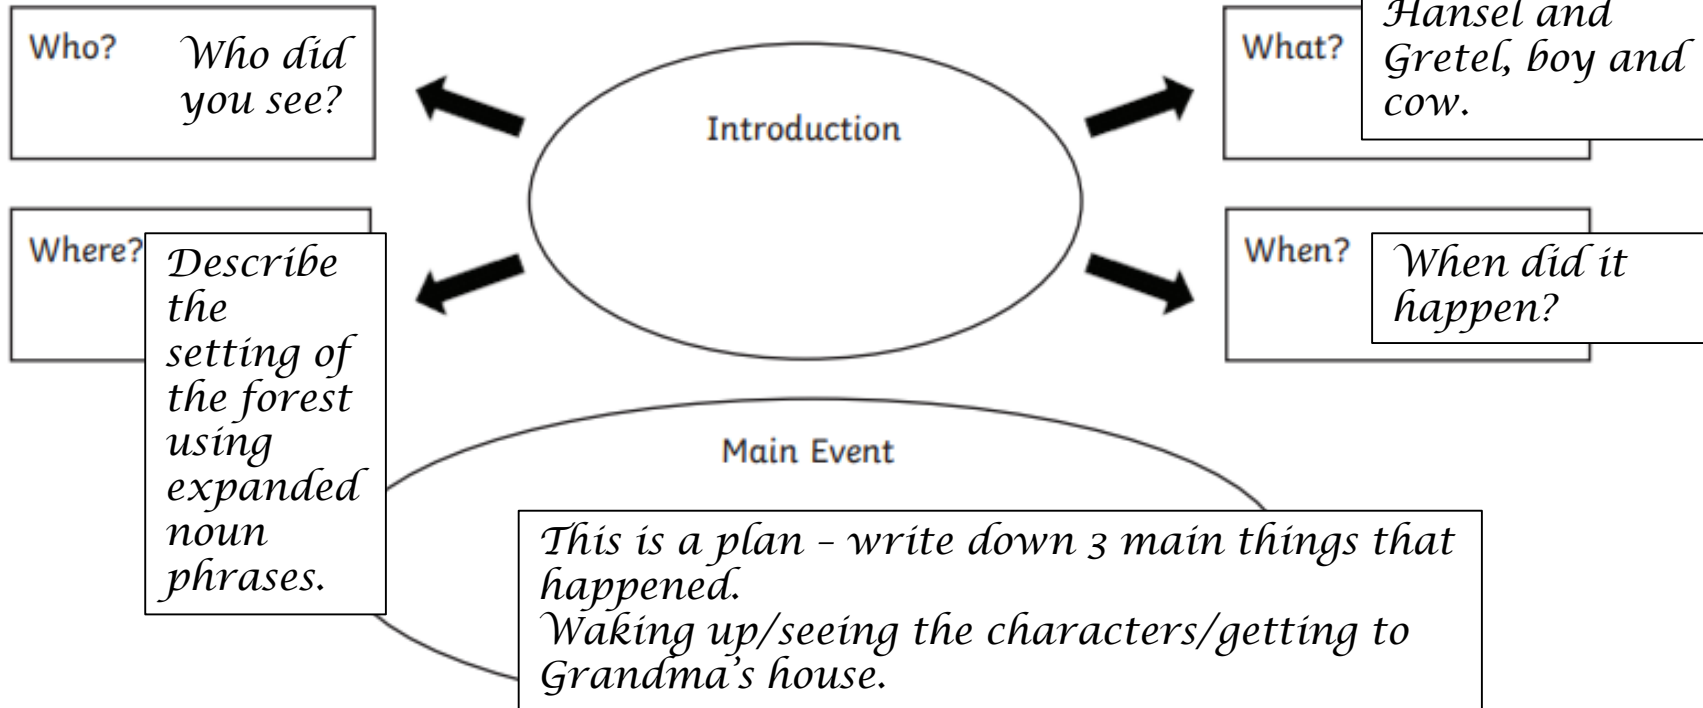 Who?
Who did
you see?
Introduction
What?
Hansel and
Gretel, boy and
cow.
Where?
Describe
the
setting of
the forest
using
expanded
noun
phrases.
When?
When did it
happen?
Main Event
This is a plan – write down 3 main things that
happened.
Waking up/seeing the characters/getting to
Grandma's house.